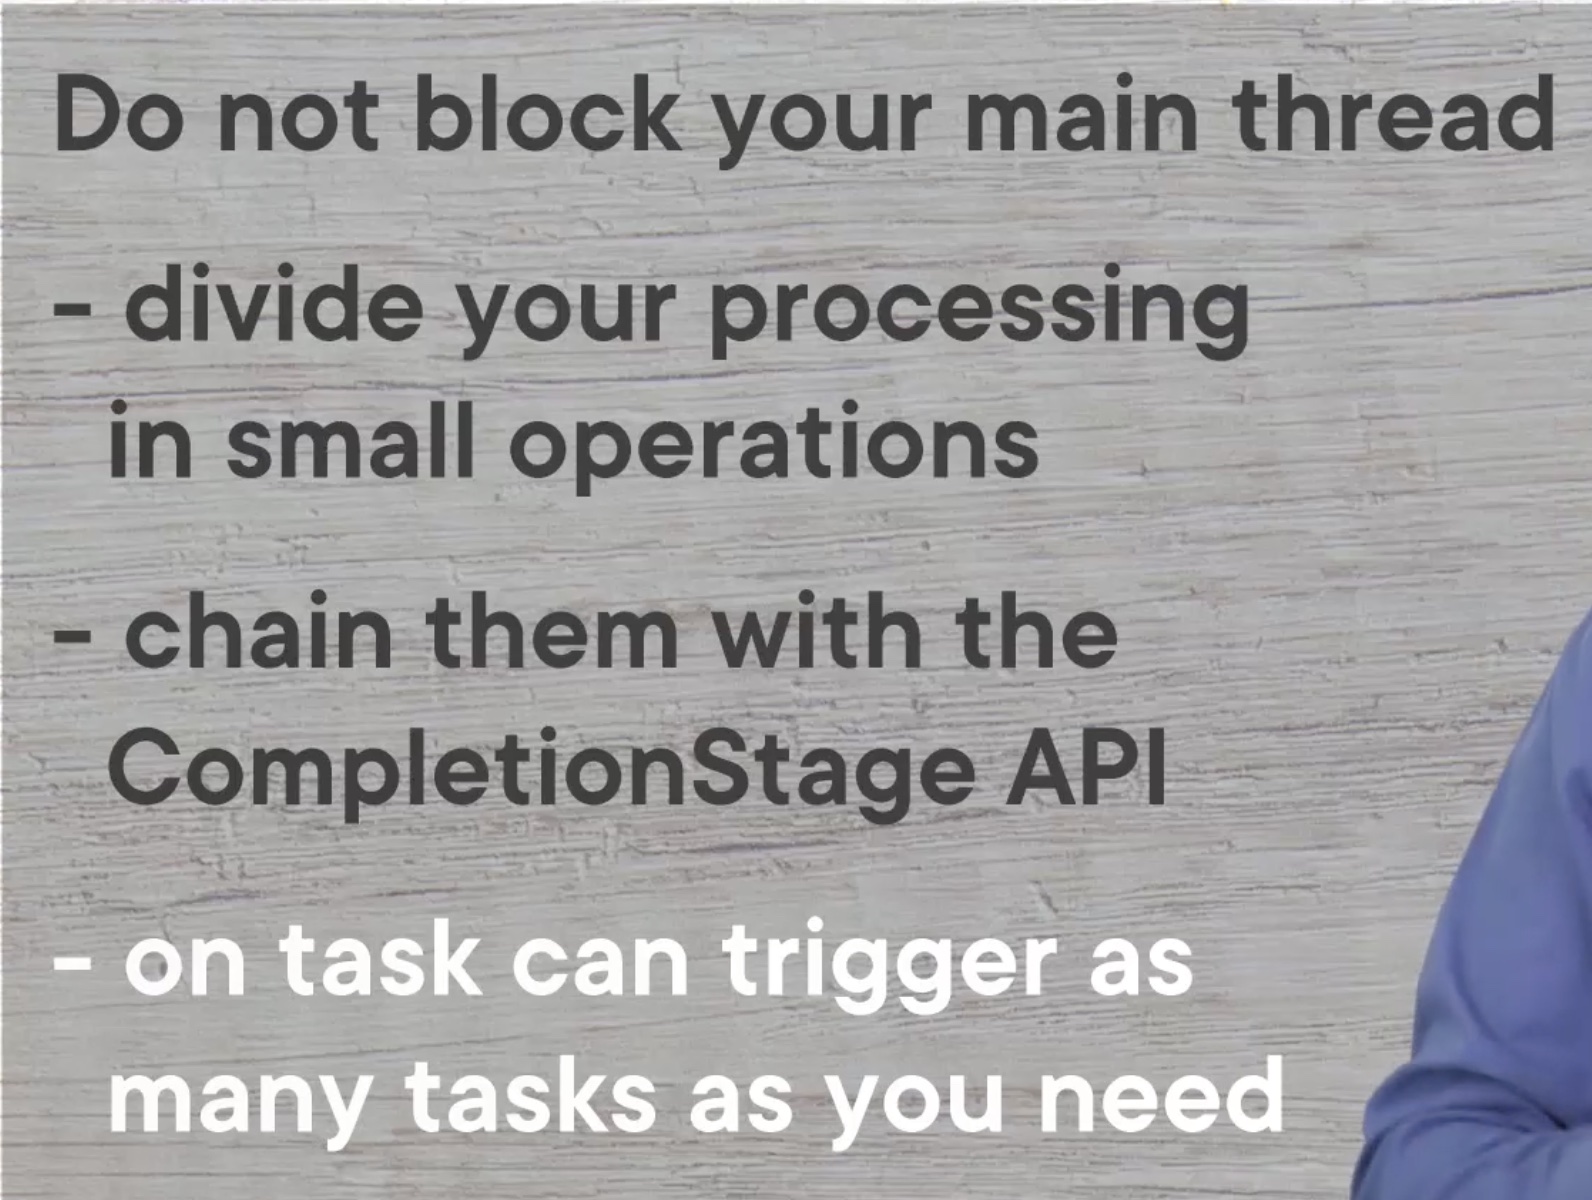 Do not block your main thread
- divide your processing
in small operations
- chain them with the
CompletionStage API
- on task can trigger as
many tasks as you need